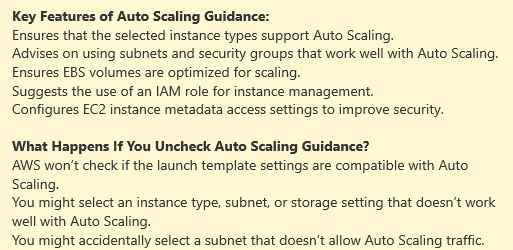 Key Features of Auto Scaling Guidance:
Ensures that the selected instance types support Auto Scaling.
Advises on using subnets and security groups that work well with Auto Scaling.
Ensures EBS volumes are optimized for scaling.
Suggests the use of an IAM role for instance management.
Configures EC2 instance metadata access settings to improve security.

What Happens If You Uncheck Auto Scaling Guidance?
AWS won't check if the launch template settings are compatible with Auto
Scaling.
You might select an instance type, subnet, or storage setting that doesn't work
well with Auto Scaling.
You might accidentally select a subnet that doesn't allow Auto Scaling traffic.